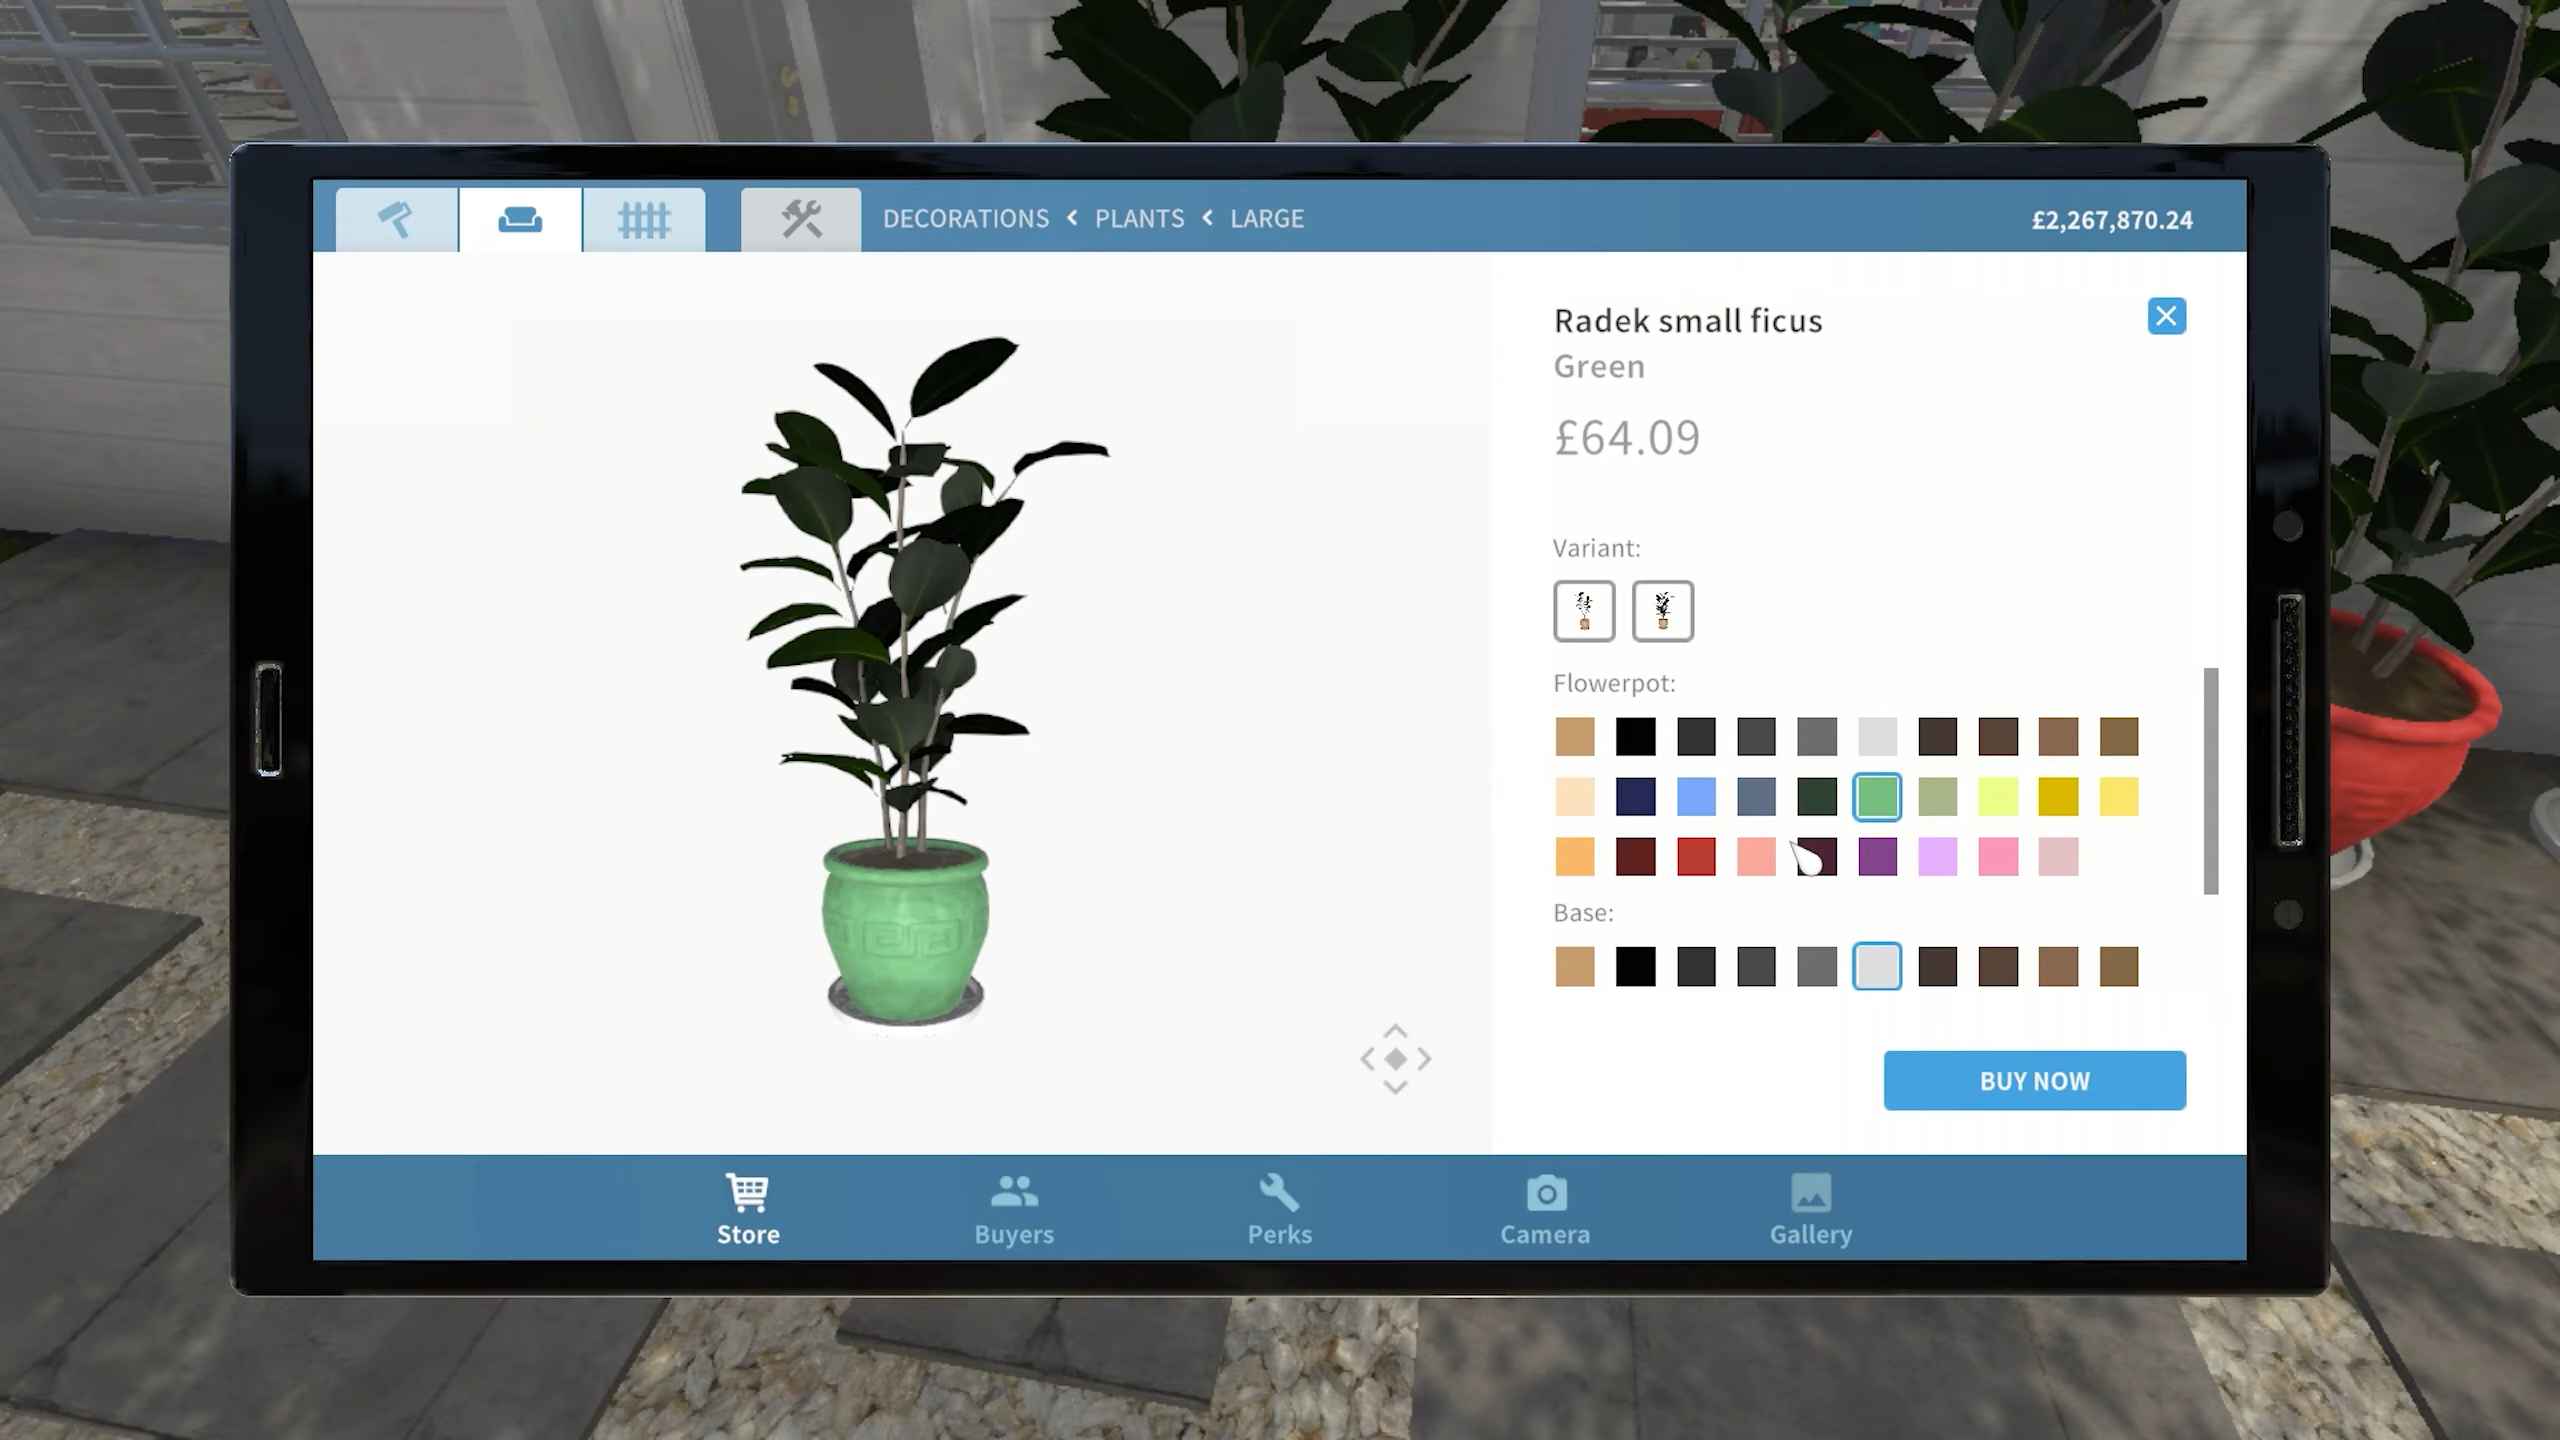 DECORATIONS < PLANTS < LARGE
£2,267,870.24
Radek small ficus
Green
£64.09
Variant:
Flowerpot:
Base:
BUY NOW
Store
Buyers
Perks
Camera
Gallery